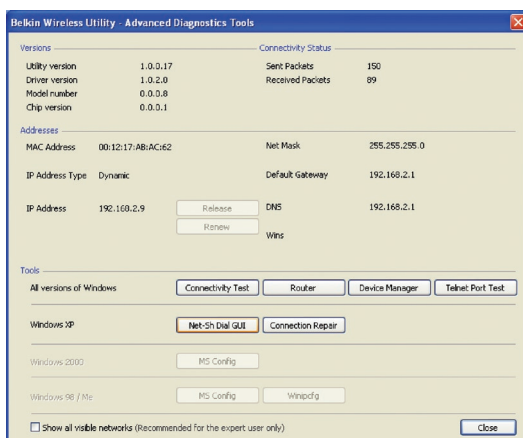 Belkin Wireless Utility - Advanced Diagnostics Tools
Versions
Utility version 1.0.0.17
Driver version 1.0.2.0
Model number 0.0.0.8
Chip version 0.0.0.1
Connectivity Status
Sent Packets 150
Received Packets 89
Addresses
MAC Address 00:12:17:AB:AC:62
IP Address Type Dynamic
IP Address 192.168.2.9
Release
Renew
Net Mask 255.255.255.0
Default Gateway 192.168.2.1
DNS 192.168.2.1
Wins
Tools
All versions of Windows Connectivity Test Router Device Manager Telnet Port Test
Windows XP Net-Sh Dial GUI Connection Repair
Windows 2000 MS Config
Windows 98 / Me MS Config Winipcfg
Show all visible networks (Recommended for the expert user only) Close